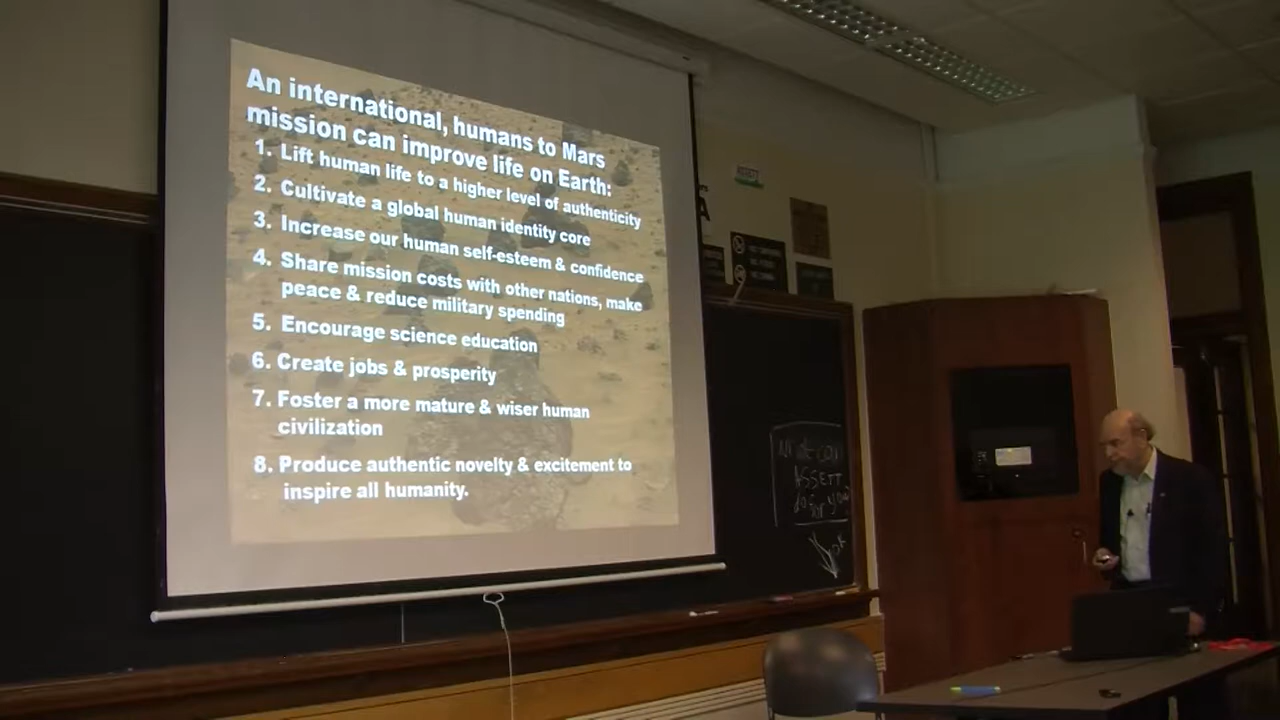 An international, humans to Mars
mission can improve life on Earth:
1. Lift human life to a higher level of authenticity
2. Cultivate a global human identity core
3. Increase our human self-esteem & confidence
4. Share mission costs with other nations, make
peace & reduce military spending
5. Encourage science education
6. Create jobs & prosperity
7. Foster a more mature & wiser human
civilization
8. Produce authentic novelty & excitement to
inspire all humanity.
ASSETT
for you